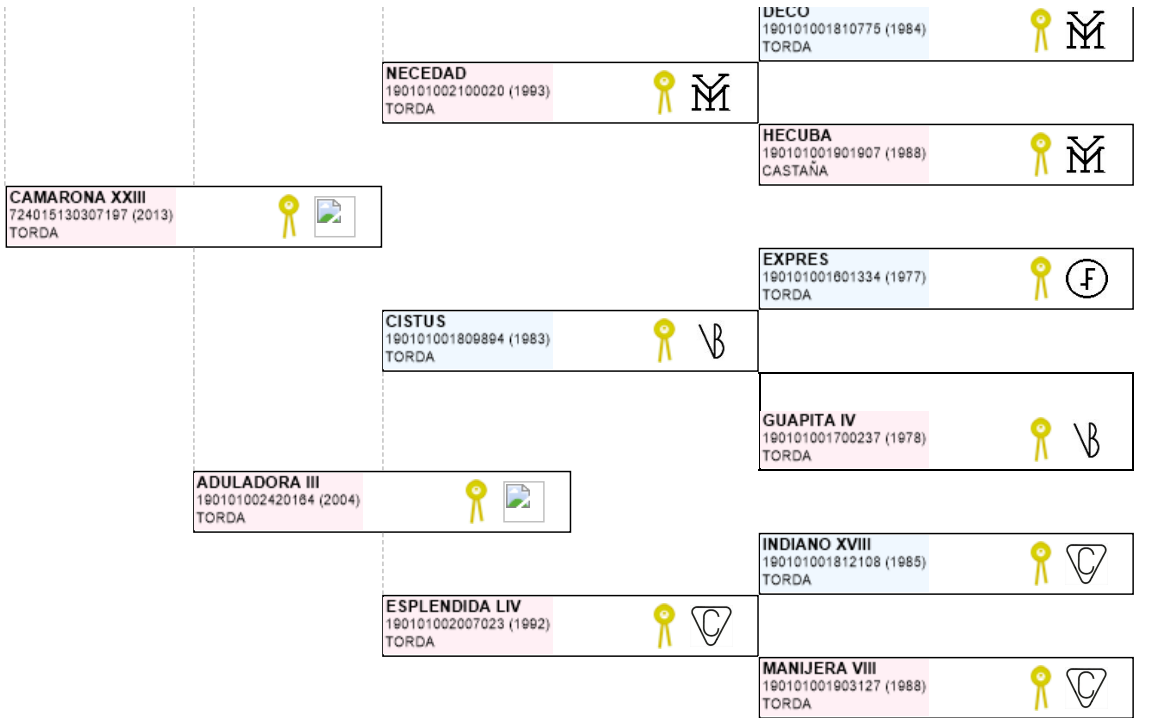 DECO
190101001810775 (1984)
TORDA
NECEDAD
190101002100020 (1993)
TORDA
HECUBA
190101001901907 (1988)
CASTAÑA
CAMARONA XXIII
724015130307197 (2013)
TORDA
EXPRES
190101001601334 (1977)
TORDA
CISTUS
190101001809894 (1983)
TORDA
GUAPITA IV
190101001700237 (1978)
TORDA
ADULADORA III
190101002420164 (2004)
TORDA
INDIANO XVIII
190101001812108 (1985)
TORDA
ESPLENDIDA LIV
190101002007023 (1992)
TORDA
MANIJERA VIII
190101001903127 (1988)
TORDA